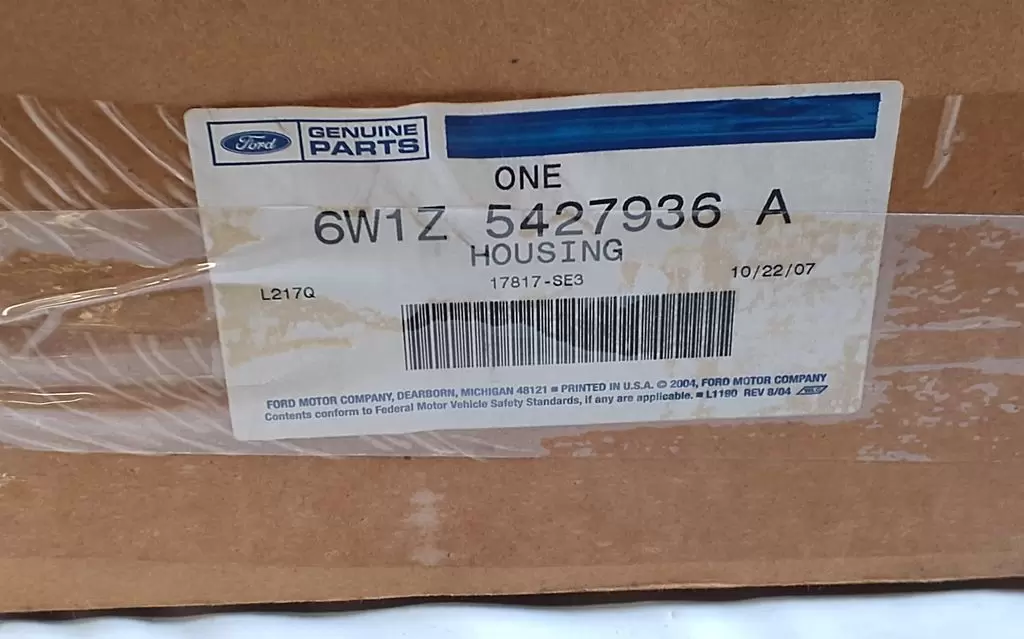 Ford GENUINE PARTS
ONE
6W1Z 5427936 A
HOUSING
17817-SE3
10/22/07
L217Q
FORD MOTOR COMPANY, DEARBORN, MICHIGAN 48121 ■ PRINTED IN U.S.A. © 2004, FORD MOTOR COMPANY
Contents conform to Federal Motor Vehicle Safety Standards, if any are applicable. ■ L1190 REV 8/04